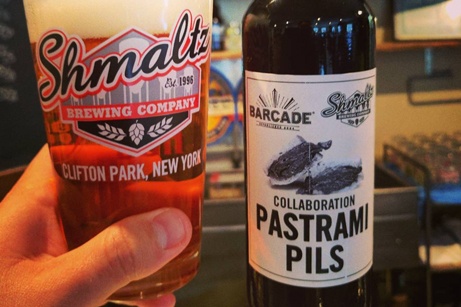 Shmaltz
Est. 1996
BREWING COMPANY
CLIFTON PARK, NEW YORK
BARCADE
Shmaltz
COLLABORATION
PASTRAMI
PILS